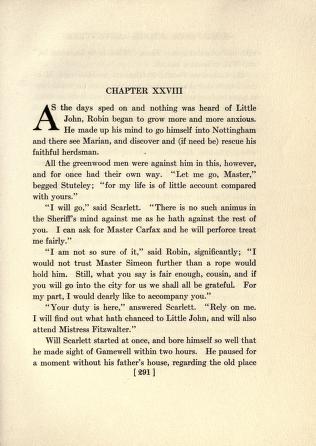 CHAPTER XXVIII
AS the days sped on and nothing was heard of Little
John, Robin began to grow more and more anxious.
He made up his mind to go himself into Nottingham
and there see Marian, and discover and (if need be) rescue his
faithful herdsman.
All the greenwood men were against him in this, however,
and for once had their own way. "Let me go, Master,"
begged Stuteley; "for my life is of little account compared
with yours."
"I will go," said Scarlett. "There is no such animus in
the Sheriff's mind against me as he hath against the rest of
you. I can ask for Master Carfax and he will perforce treat
me fairly."
"I am not so sure of it," said Robin, significantly; "I
would not trust Master Simeon further than a rope would
hold him. Still, what you say is fair enough, cousin, and if
you will go into the city for us we shall all be grateful. For
my part, I would dearly like to accompany you."
"Your duty is here," answered Scarlett. "Rely on me.
I will find out what hath chanced to Little John, and will also
attend Mistress Fitzwalter."
Will Scarlett started at once, and bore himself so well that
he made sight of Gamewell within two hours. He paused for
a moment without his father's house, regarding the old place
[ 291 ]